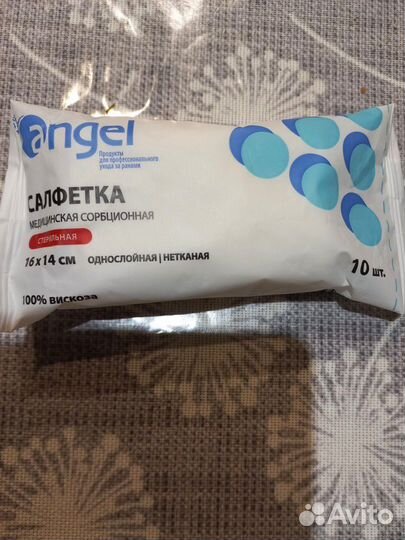 angel
Продукты
для профессионального
ухода за ранами
САЛФЕТКА
МЕДИЦИНСКАЯ СОРБЦИОННАЯ
СТЕРИЛЬНАЯ
16 x 14 СМ
ОДНОСЛОЙНАЯ | НЕТКАНАЯ
10 шт.
100% ВИСКОЗА
Avito